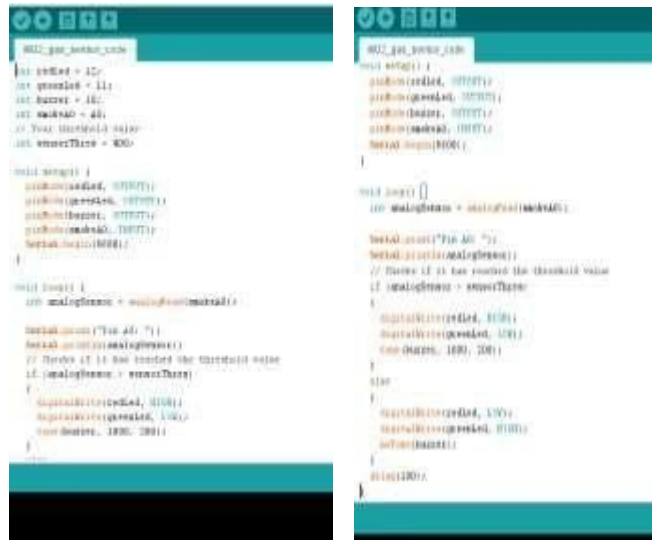 MQ2_gas_sensor_code
int redLed = 12;
int greenLed = 11;
int buzzer = 10;
int smokeA0 = A0;
// Your threshold value
int sensorThres = 400;
void setup() {
pinMode(redLed, OUTPUT);
pinMode(greenLed, OUTPUT);
pinMode(buzzer, OUTPUT);
pinMode(smokeA0, INPUT);
Serial.begin(9600);
}
void loop() {
int analogSensor = analogRead(smokeA0);
Serial.print("Pin A0: ");
Serial.println(analogSensor);
// Checks if it has reached the threshold value
if (analogSensor > sensorThres)
{
digitalWrite(redLed, HIGH);
digitalWrite(greenLed, LOW);
tone(buzzer, 1000, 200);
}
MQ2_gas_sensor_code
void setup() {
pinMode(redLed, OUTPUT);
pinMode(greenLed, OUTPUT);
pinMode(buzzer, OUTPUT);
pinMode(smokeA0, INPUT);
Serial.begin(9600);
}
void loop() {
int analogSensor = analogRead(smokeA0);
Serial.print("Pin A0: ");
Serial.println(analogSensor);
// Checks if it has reached the threshold value
if (analogSensor > sensorThres)
{
digitalWrite(redLed, HIGH);
digitalWrite(greenLed, LOW);
tone(buzzer, 1000, 200);
}
else
{
digitalWrite(redLed, LOW);
digitalWrite(greenLed, HIGH);
noTone(buzzer);
}
delay(100);
}